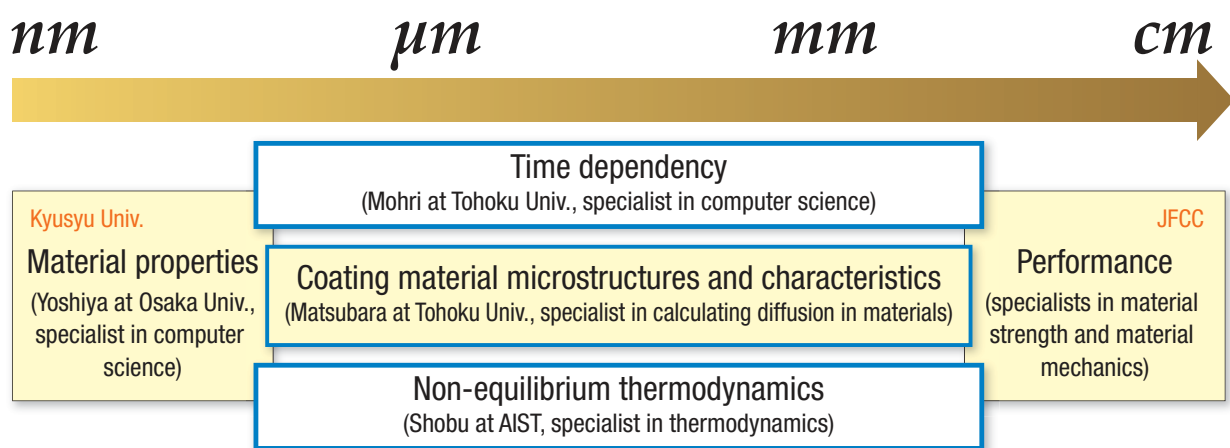 nm μm mm cm
Time dependency
(Mohri at Tohoku Univ., specialist in computer science)
Kyusyu Univ.
Material properties
(Yoshiya at Osaka Univ.,
specialist in computer
science)
Coating material microstructures and characteristics
(Matsubara at Tohoku Univ., specialist in calculating diffusion in materials)
JFCC
Performance
(specialists in material
strength and material
mechanics)
Non-equilibrium thermodynamics
(Shobu at AIST, specialist in thermodynamics)